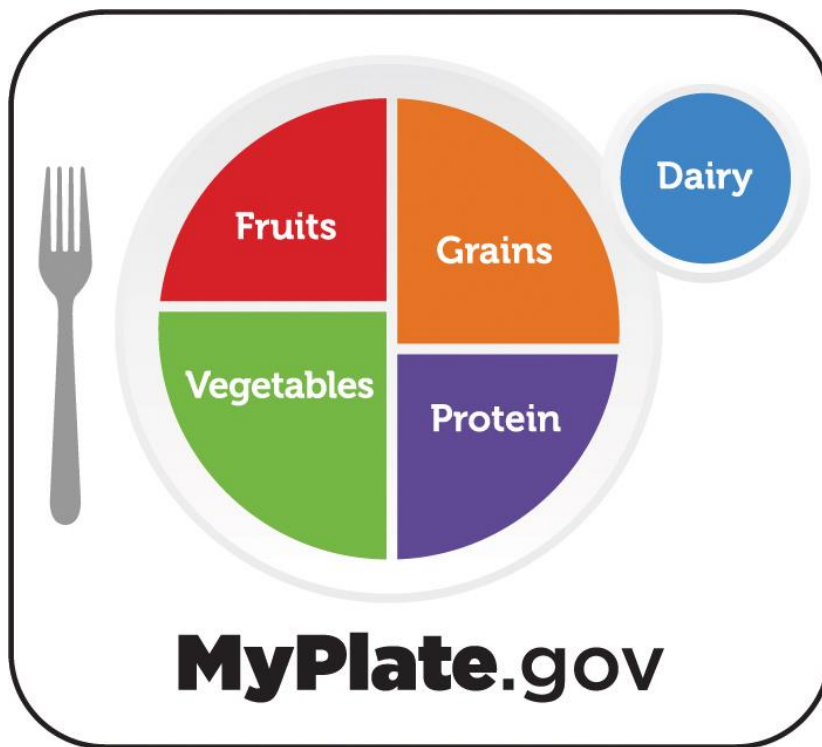 Fruits
Grains
Dairy
Vegetables
Protein
MyPlate.gov